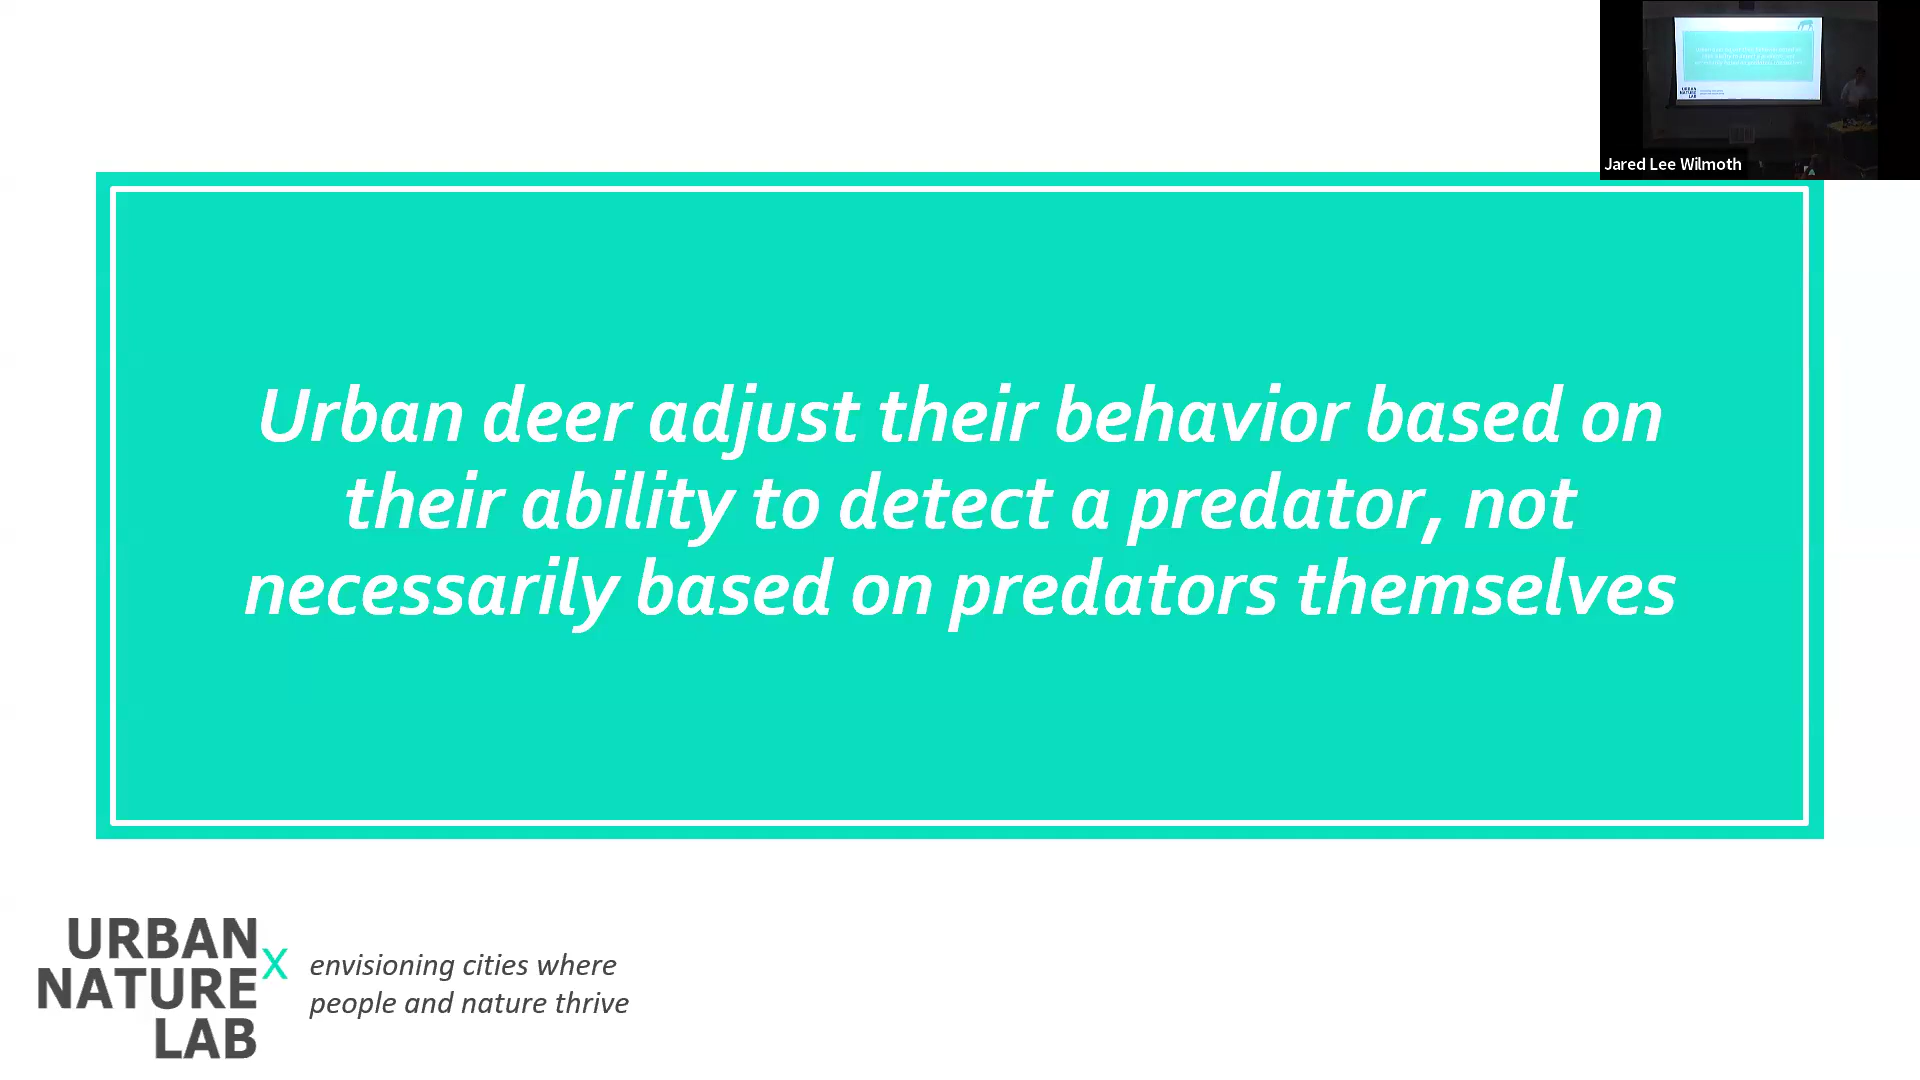 Jared Lee Wilmoth
Urban deer adjust their behavior based on
their ability to detect a predator, not
necessarily based on predators themselves
URBAN
NATURE
LAB
X
envisioning cities where
people and nature thrive